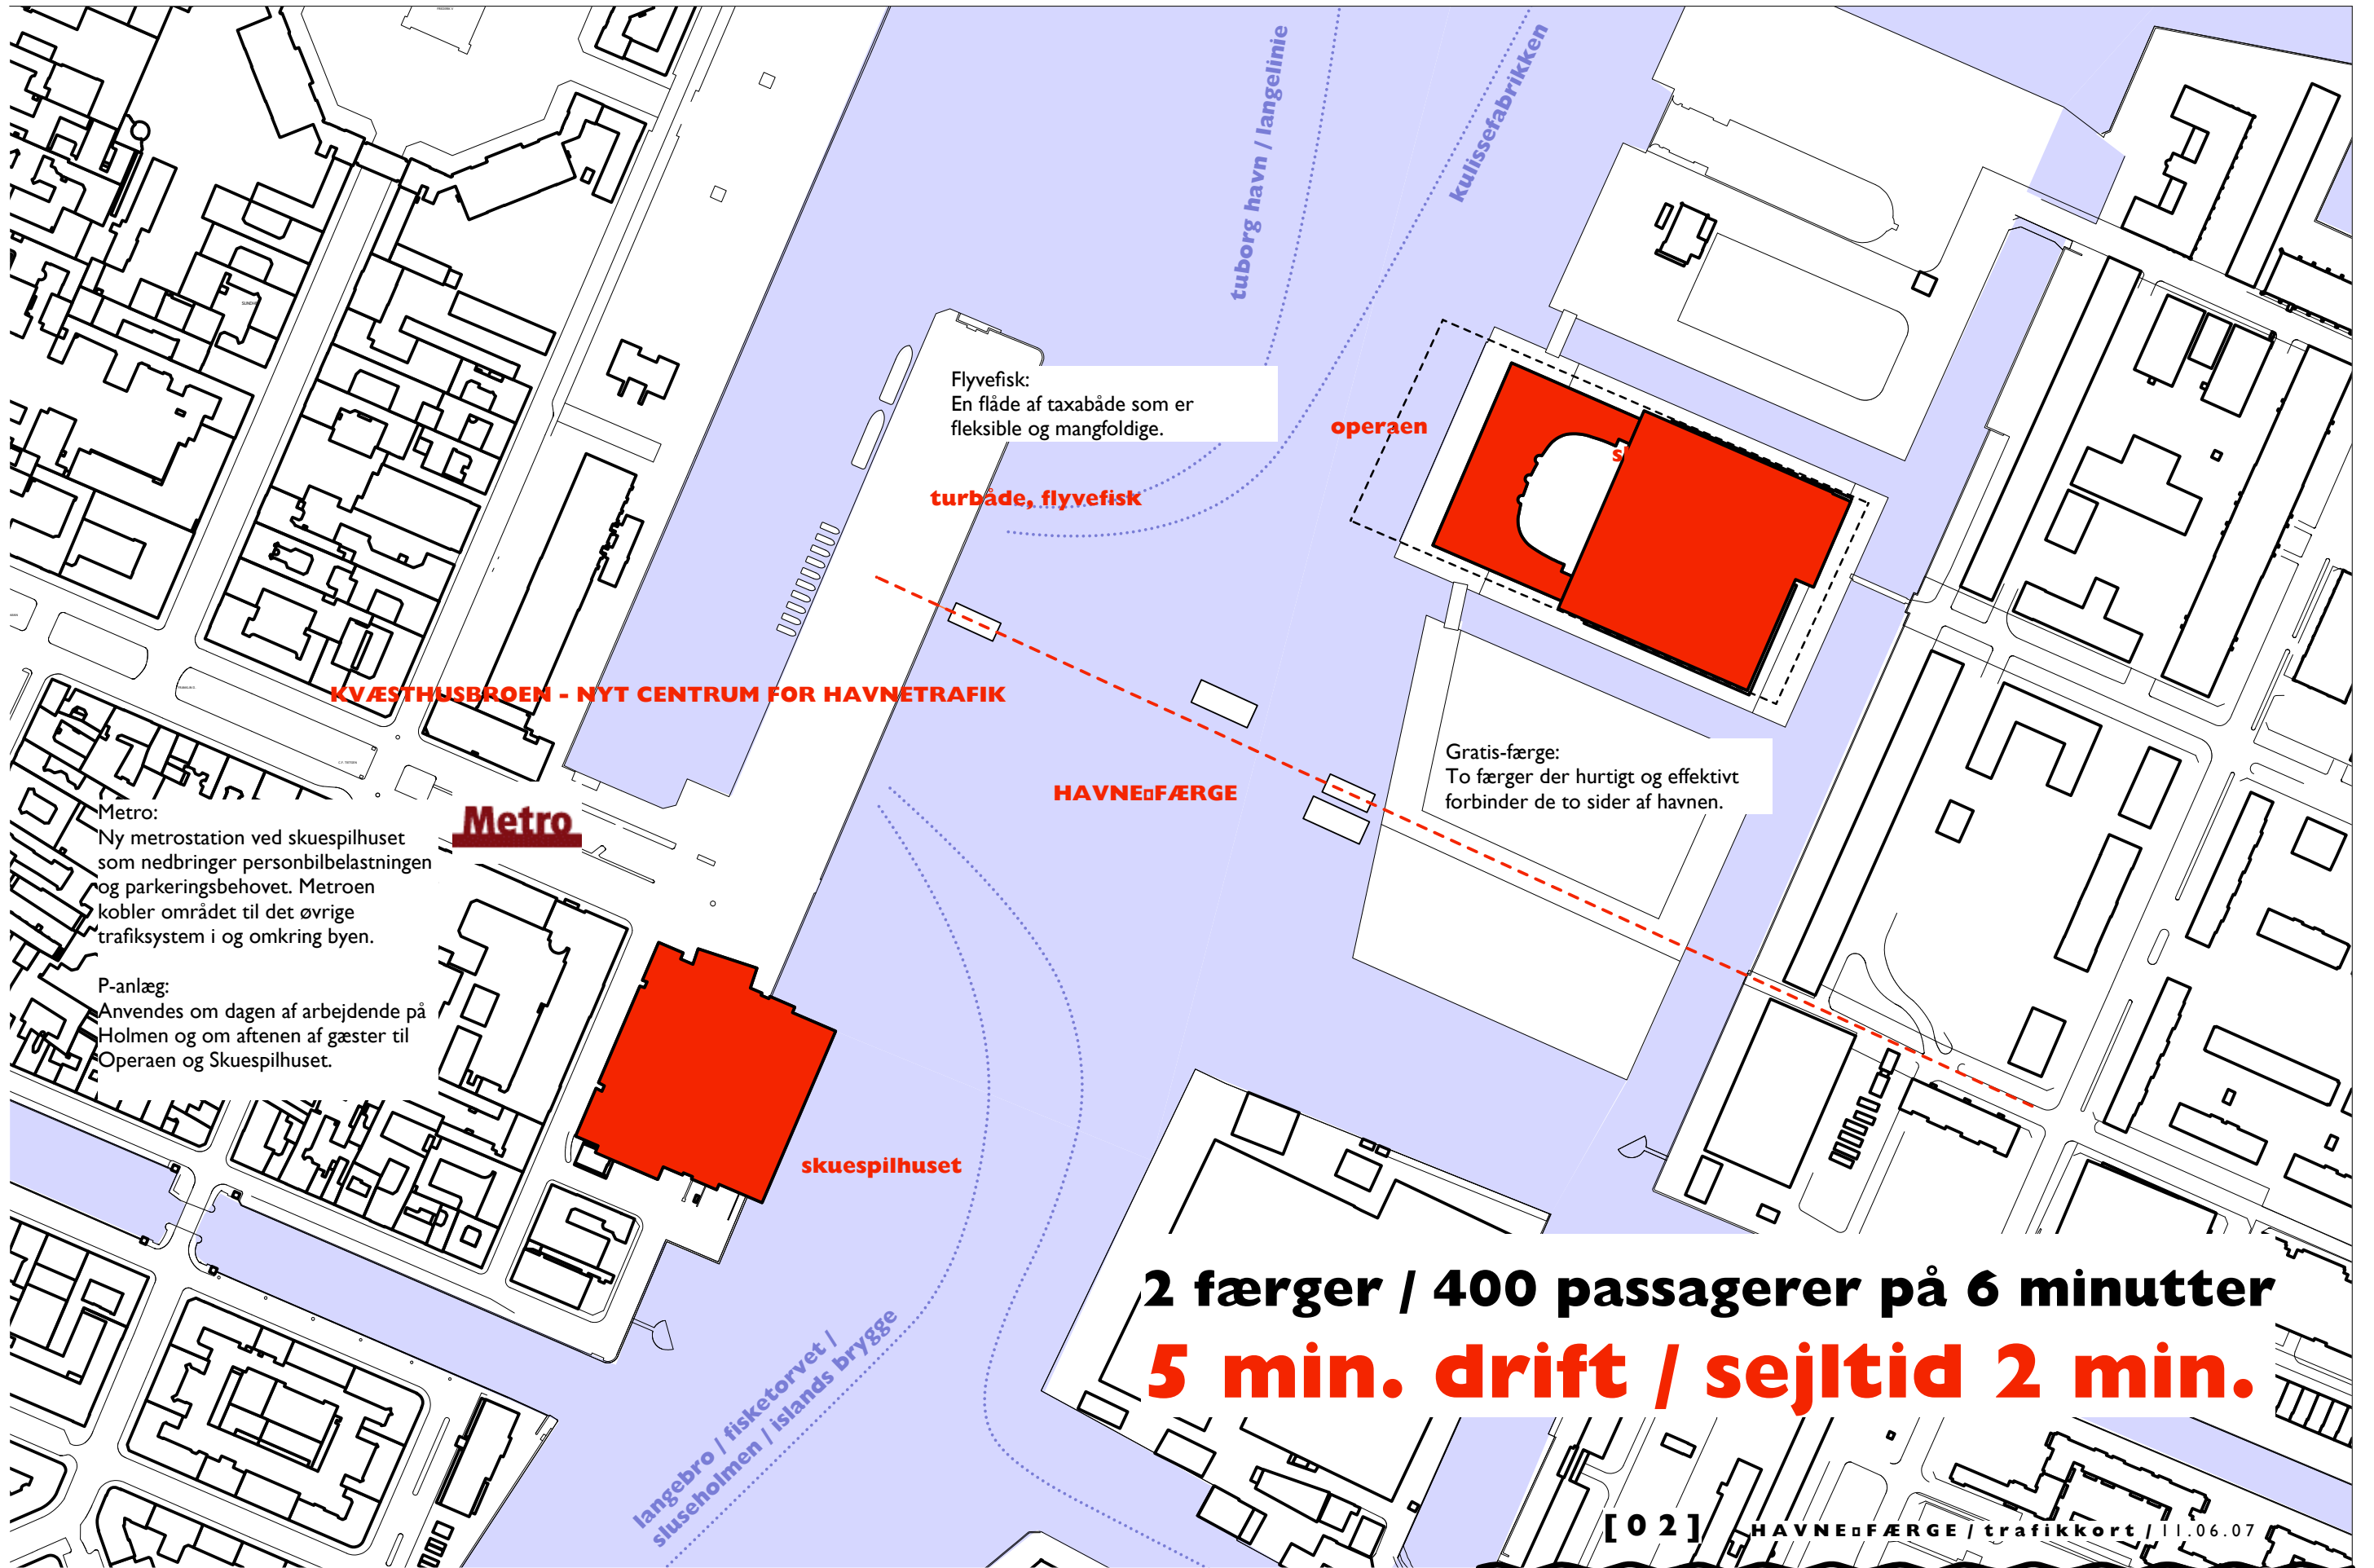 tuborg havn / langelinie
kulissefabrikken
Flyvefisk:
En flåde af taxabåde som er
fleksible og mangfoldige.
operaen
s
turbåde, flyvefisk
KVÆSTHUSBROEN - NYT CENTRUM FOR HAVNETRAFIK
Gratis-færge:
To færger der hurtigt og effektivt
forbinder de to sider af havnen.
HAVNE▯FÆRGE
Metro
Metro:
Ny metrostation ved skuespilhuset
som nedbringer personbilbelastningen
og parkeringsbehovet. Metroen
kobler området til det øvrige
trafiksystem i og omkring byen.
P-anlæg:
Anvendes om dagen af arbejdende på
Holmen og om aftenen af gæster til
Operaen og Skuespilhuset.
skuespilhuset
langebro / fisketorvet /
sluseholmen / islands brygge
2 færger / 400 passagerer på 6 minutter
5 min. drift / sejltid 2 min.
[02] HAVNE▯FÆRGE / trafikkort / 11.06.07